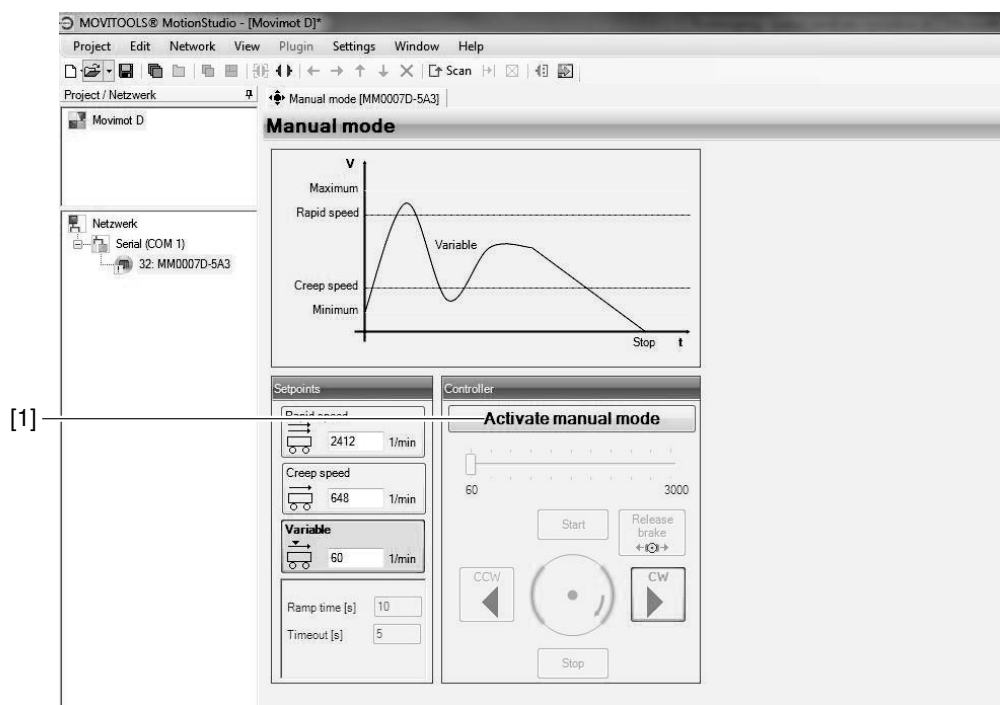 MOVITOOLS® MotionStudio - [Movimot D]*
Project Edit Network View Plugin Settings Window Help
Scan
Project / Netzwerk
Manual mode [MM0007D-5A3]
Movimot D
Manual mode
V
Maximum
Rapid speed
Variable
Creep speed
Minimum
Stop t
Netzwerk
Serial (COM 1)
32: MM0007D-5A3
Setpoints
Controller
[1]
Rapid speed
Activate manual mode
2412 1/min
Creep speed
648 1/min
60 3000
Variable
60 1/min
Start
Release
brake
CCW
CW
Ramp time [s] 10
Timeout [s] 5
Stop